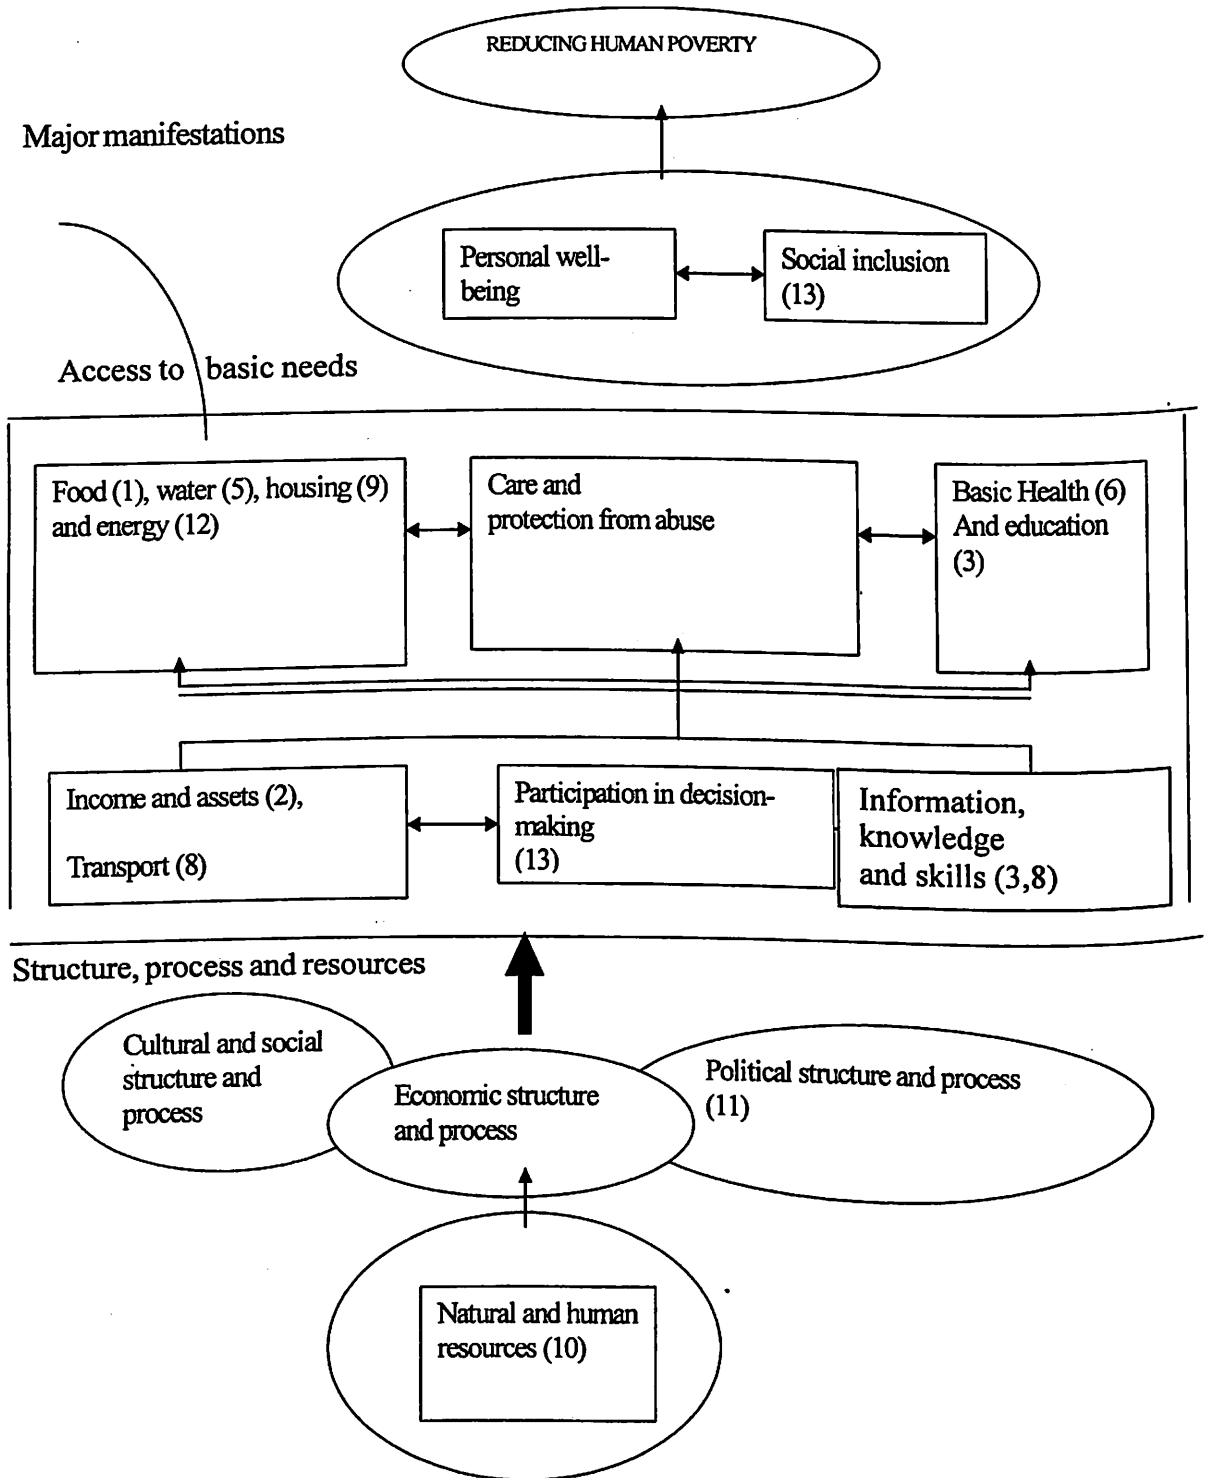 REDUCING HUMAN POVERTY
Major manifestations
Personal well-
being
Social inclusion
(13)
Access to basic needs
Food (1), water (5), housing (9)
and energy (12)
Care and
protection from abuse
Basic Health (6)
And education
(3)
Income and assets (2),
Transport (8)
Participation in decision-
making
(13)
Information,
knowledge
and skills (3,8)
Structure, process and resources
Cultural and social
structure and
process
Economic structure
and process
Political structure and process
(11)
Natural and human
resources (10)